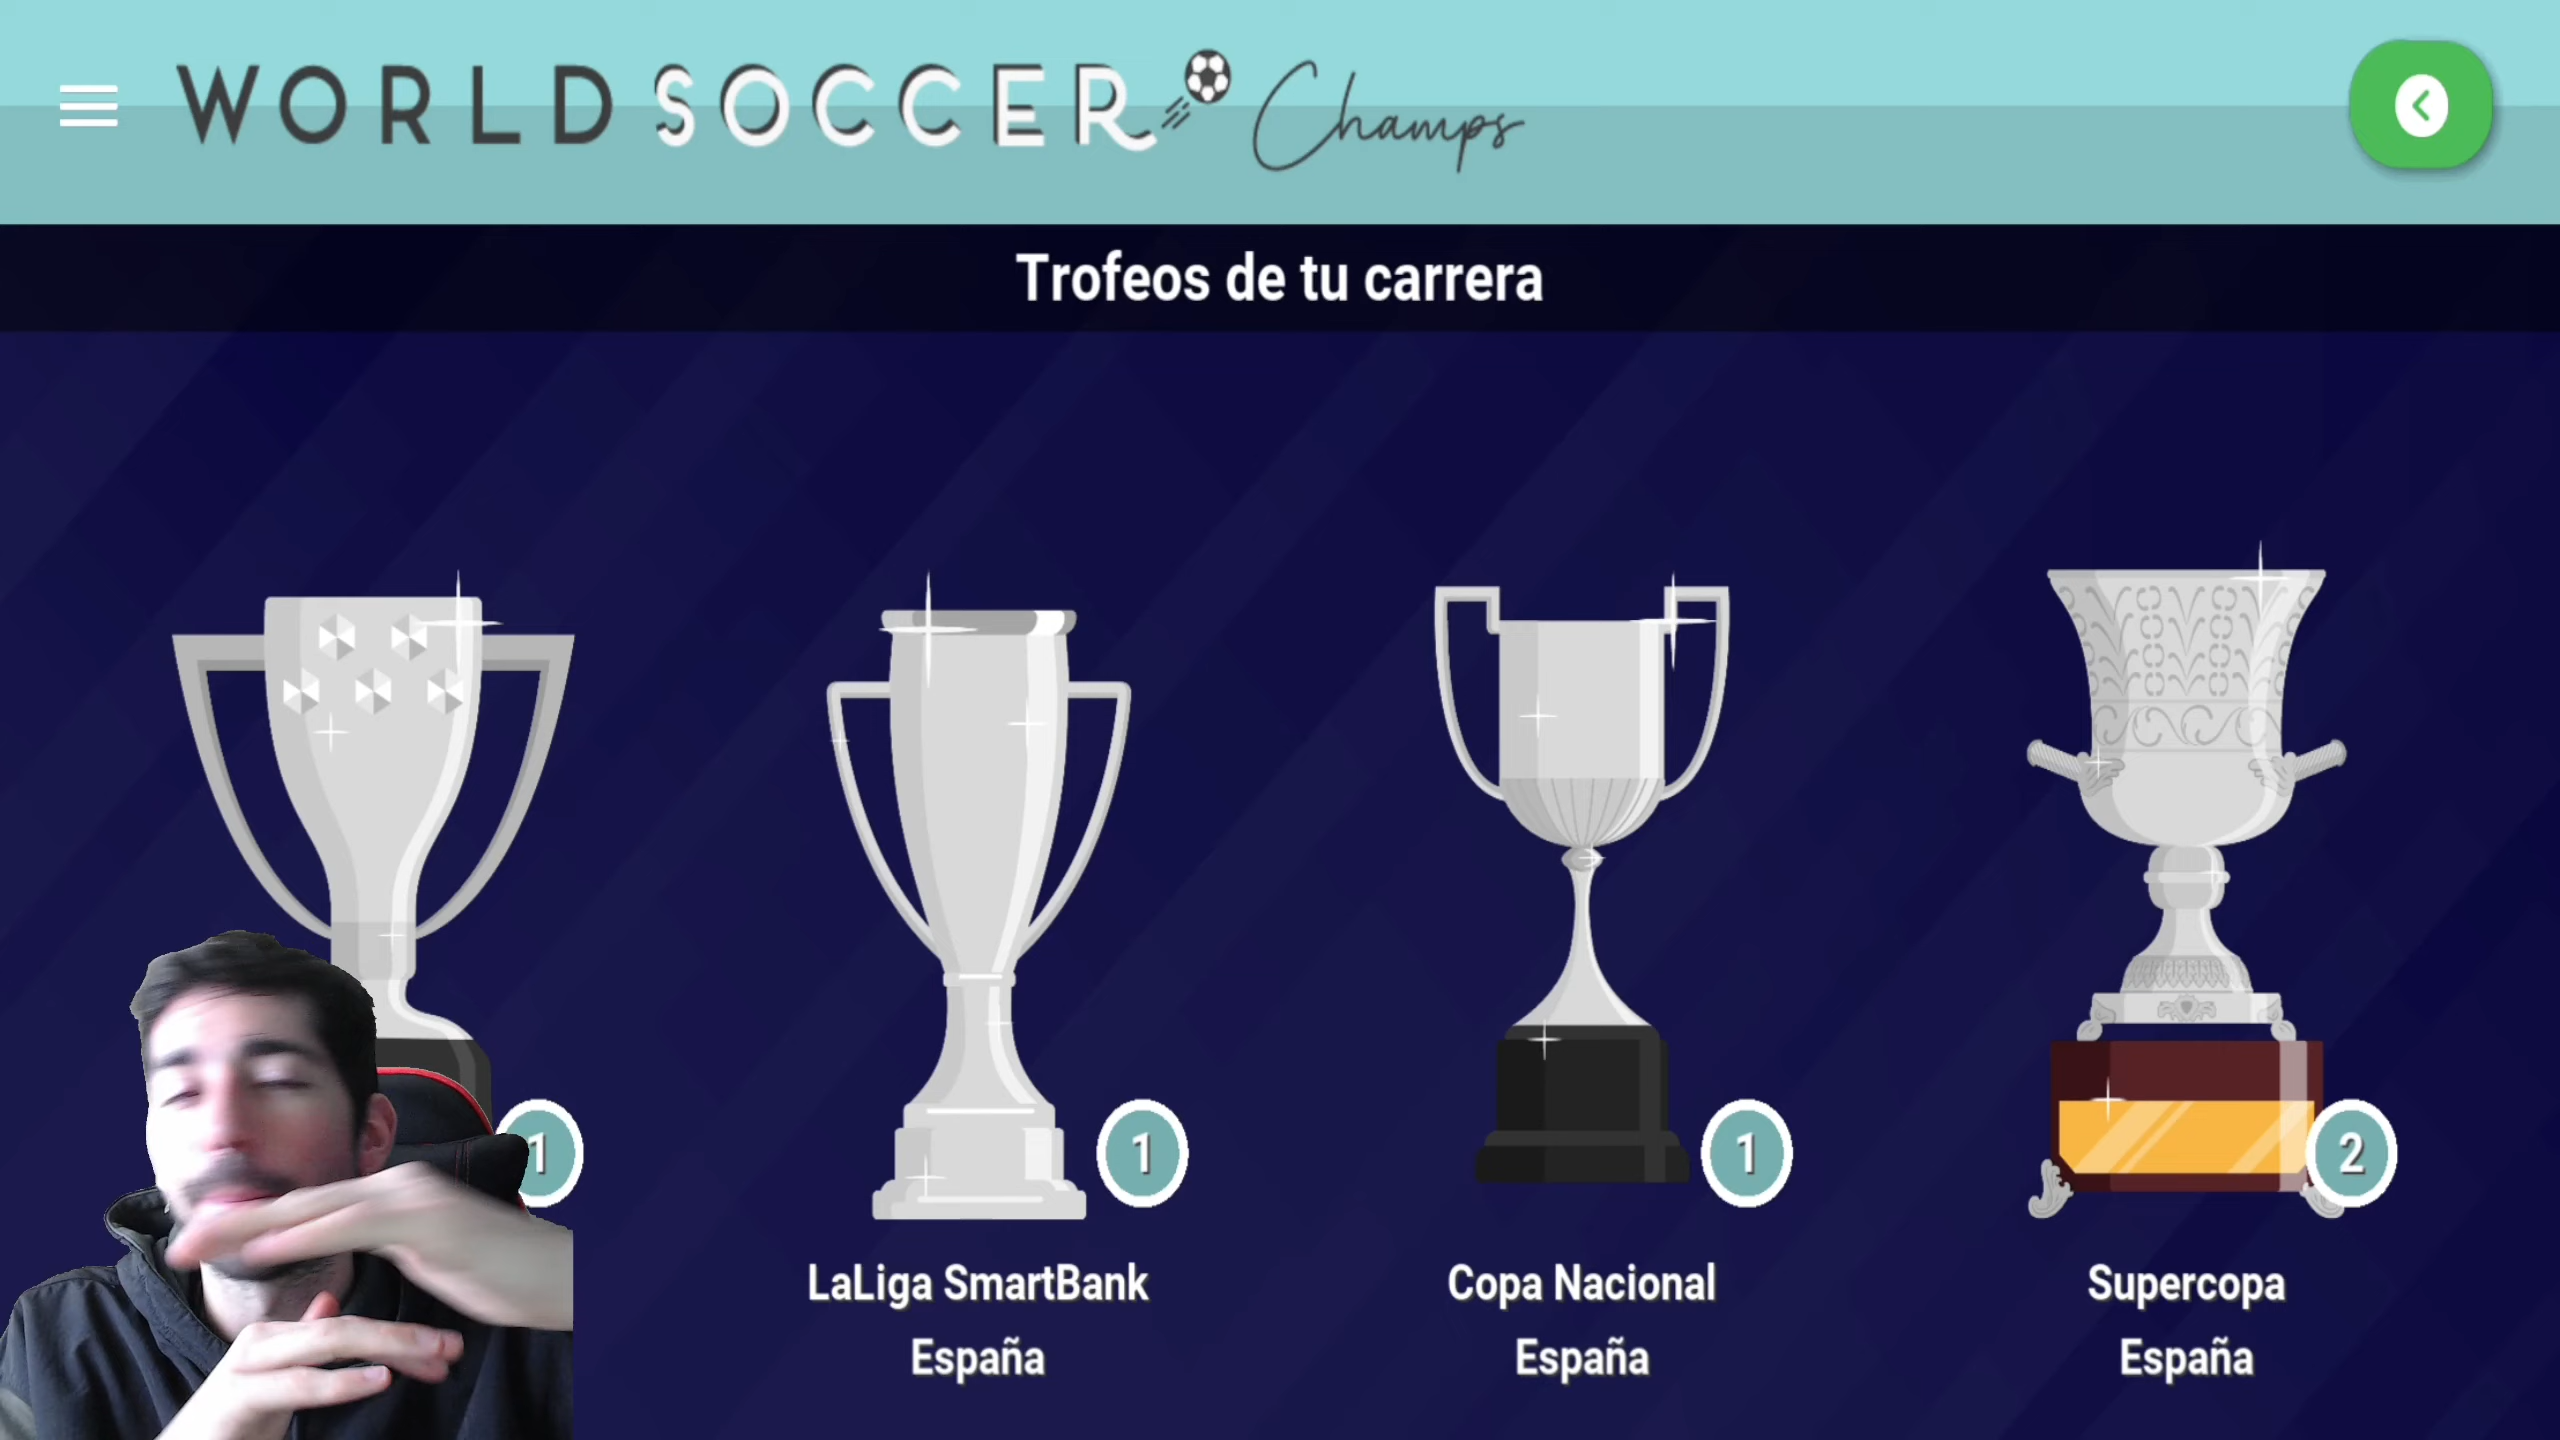 WORLD SOCCER Champs
Trofeos de tu carrera
1
1
1
2
LaLiga SmartBank
España
Copa Nacional
España
Supercopa
España